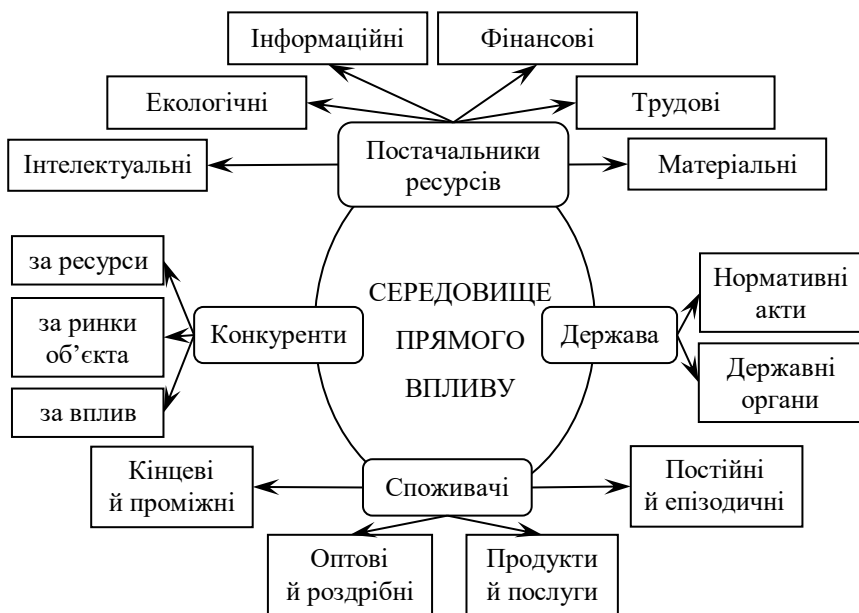 Інформаційні
Фінансові
Екологічні
Трудові
Інтелектуальні
Постачальники
ресурсів
Матеріальні
за ресурси
за ринки
об’єкта
за вплив
Конкуренти
СЕРЕДОВИЩЕ
ПРЯМОГО
ВПЛИВУ
Держава
Нормативні
акти
Державні
органи
Кінцеві
й проміжні
Споживачі
Постійні
й епізодичні
Оптові
й роздрібні
Продукти
й послуги